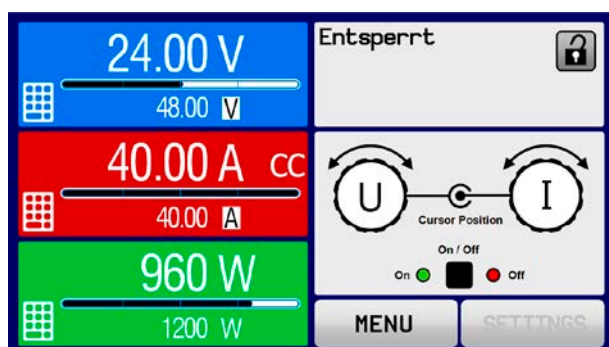 24.00 V
48.00 V
40.00 A CC
40.00 A
960 W
1200 W
Entsperrt
U
I
Cursor Position
On / Off
On
Off
MENU
SETTINGS